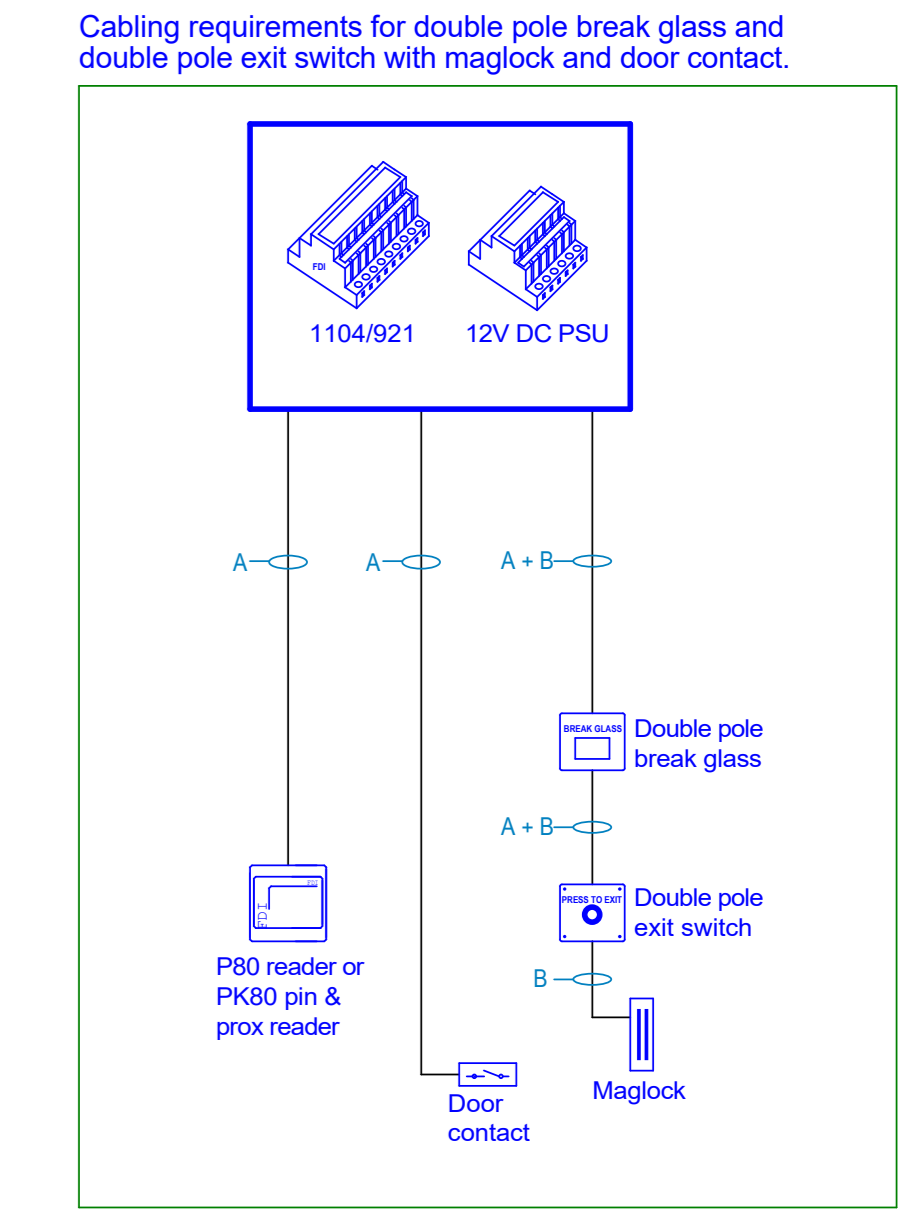 Cabling requirements for double pole break glass and
double pole exit switch with maglock and door contact.
FDI
1104/921
12V DC PSU
A
A
A + B
BREAK GLASS
Double pole
break glass
A + B
PRESS TO EXIT
Double pole
exit switch
FDI
FDI
P80 reader or
PK80 pin &
prox reader
B
Maglock
Door
contact